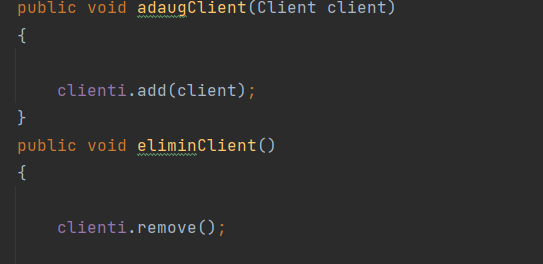 public void adaugClient(Client client)
{
clienti.add(client);
}
public void eliminClient()
{
clienti.remove();